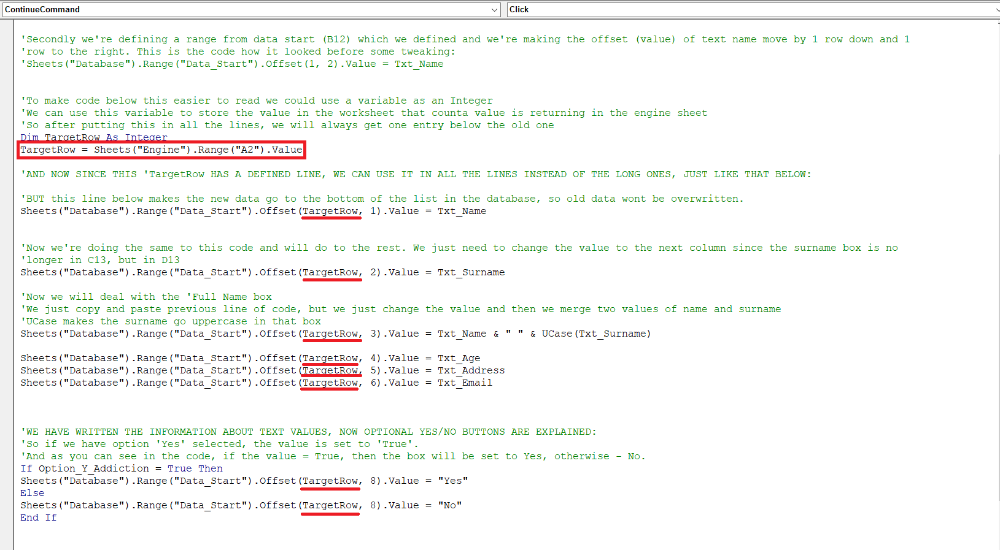 ContinueCommand
Click
'Secondly we're defining a range from data start (B12) which we defined and we're making the offset (value) of text name move by 1 row down and 1
'row to the right. This is the code how it looked before some tweaking:
'Sheets("Database").Range("Data_Start").Offset(1, 2).Value = Txt_Name
'To make code below this easier to read we could use a variable as an Integer
'We can use this variable to store the value in the worksheet that counta value is returning in the engine sheet
'So after putting this in all the lines, we will always get one entry below the old one
Dim TargetRow As Integer
TargetRow = Sheets("Engine").Range("A2").Value
'AND NOW SINCE THIS 'TargetRow HAS A DEFINED LINE, WE CAN USE IT IN ALL THE LINES INSTEAD OF THE LONG ONES, JUST LIKE THAT BELOW:
'BUT this line below makes the new data go to the bottom of the list in the database, so old data wont be overwritten.
Sheets("Database").Range("Data_Start").Offset(TargetRow, 1).Value = Txt_Name
'Now we're doing the same to this code and will do to the rest. We just need to change the value to the next column since the surname box is no
'longer in C13, but in D13
Sheets("Database").Range("Data_Start").Offset(TargetRow, 2).Value = Txt_Surname
'Now we will deal with the 'Full Name box
'We just copy and paste previous line of code, but we just change the value and then we merge two values of name and surname
'UCase makes the surname go uppercase in that box
Sheets("Database").Range("Data_Start").Offset(TargetRow, 3).Value = Txt_Name & " " & UCase(Txt_Surname)
Sheets("Database").Range("Data_Start").Offset(TargetRow, 4).Value = Txt_Age
Sheets("Database").Range("Data_Start").Offset(TargetRow, 5).Value = Txt_Address
Sheets("Database").Range("Data_Start").Offset(TargetRow, 6).Value = Txt_Email
'WE HAVE WRITTEN THE INFORMATION ABOUT TEXT VALUES, NOW OPTIONAL YES/NO BUTTONS ARE EXPLAINED:
'So if we have option 'Yes' selected, the value is set to 'True'.
'And as you can see in the code, if the value = True, then the box will be set to Yes, otherwise - No.
If Option_Y_Addiction = True Then
Sheets("Database").Range("Data_Start").Offset(TargetRow, 8).Value = "Yes"
Else
Sheets("Database").Range("Data_Start").Offset(TargetRow, 8).Value = "No"
End If